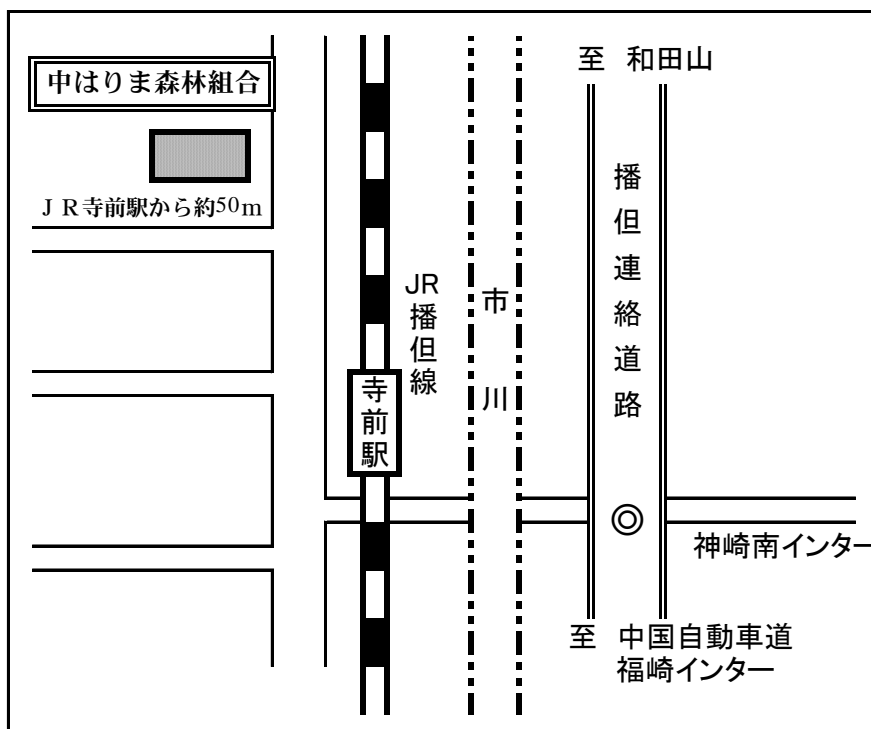 中はりま森林組合
ＪＲ寺前駅から約50m
JR播但線
寺前駅
市川
至 和田山
播但連絡道路
神崎南インター
至 中国自動車道
福崎インター